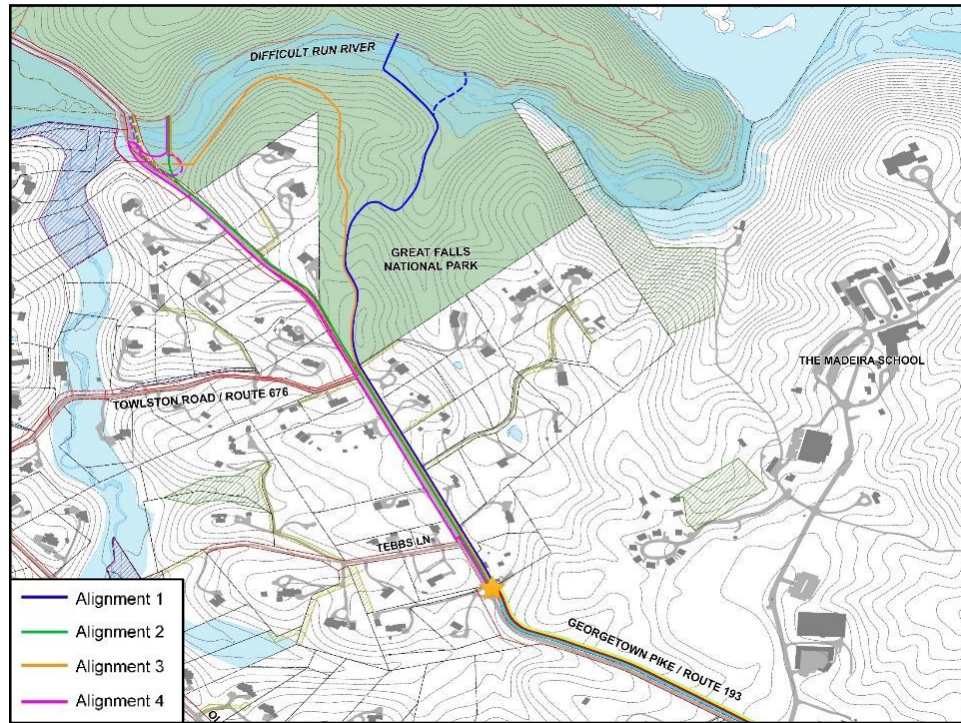 DIFFICULT RUN RIVER
GREAT FALLS
NATIONAL PARK
THE MADEIRA SCHOOL
TOWLSTON ROAD / ROUTE 676
TEBBS LN
GEORGETOWN PIKE / ROUTE 193
Alignment 1
Alignment 2
Alignment 3
Alignment 4